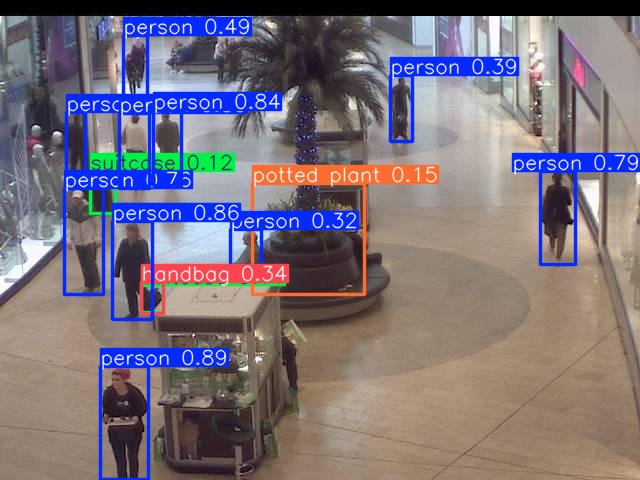 person 0.49
person 0.39
perso
per
person 0.84
suitcase 0.12
person 0.79
person 0.76
potted plant 0.15
person 0.86
person 0.32
handbag 0.34
person 0.89